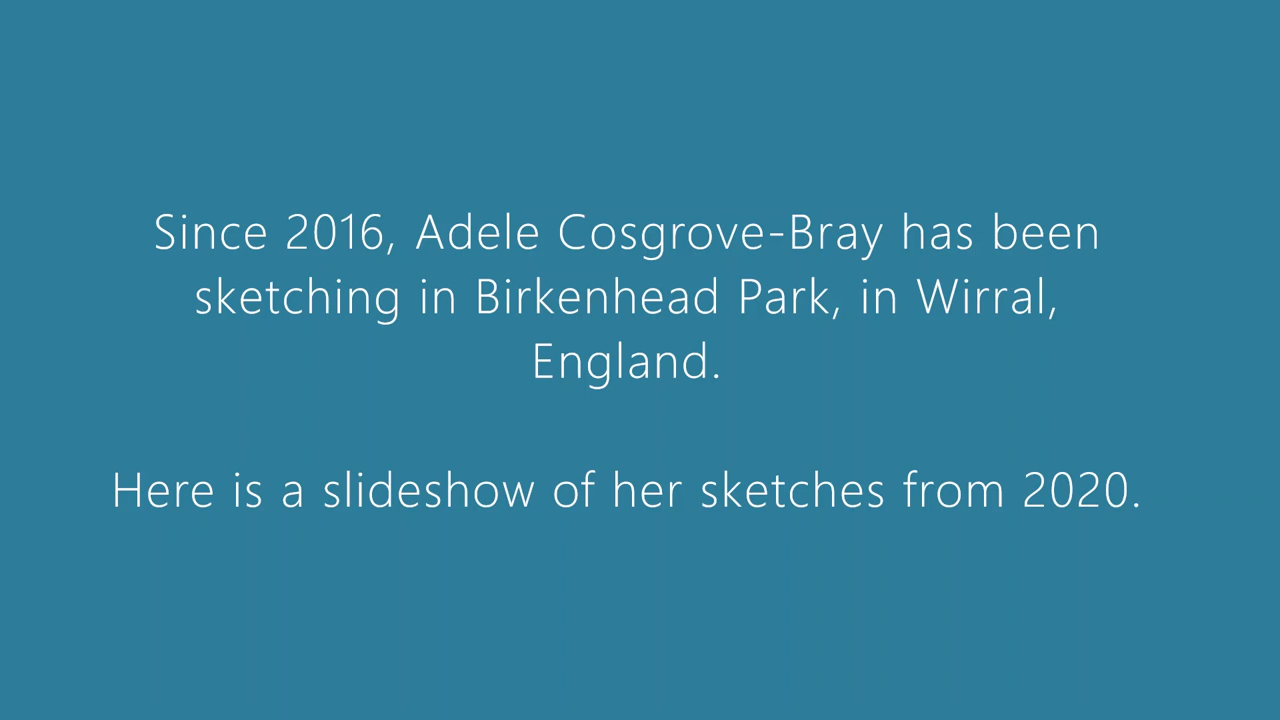 Since 2016, Adele Cosgrove-Bray has been
sketching in Birkenhead Park, in Wirral,
England.
Here is a slideshow of her sketches from 2020.